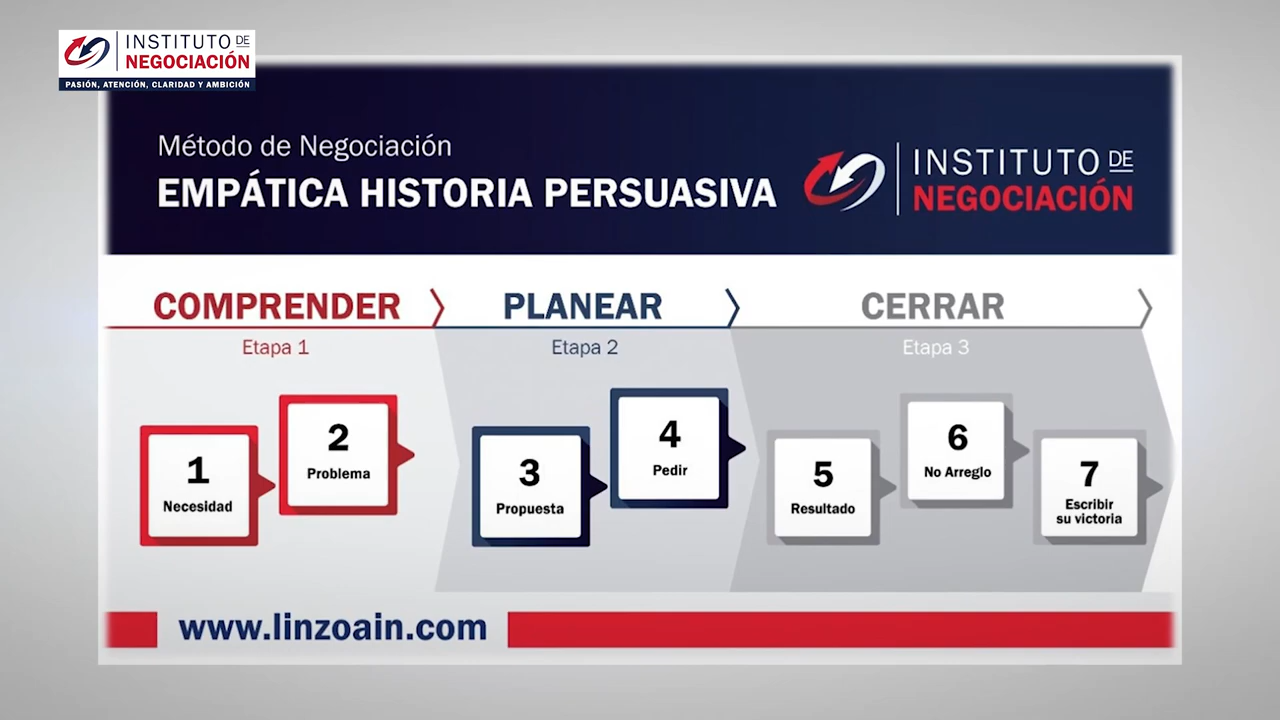 INSTITUTO DE
NEGOCIACIÓN
PASIÓN, ATENCIÓN, CLARIDAD Y AMBICIÓN
Método de Negociación
EMPÁTICA HISTORIA PERSUASIVA
INSTITUTO DE
NEGOCIACIÓN
COMPRENDER
Etapa 1
PLANEAR
Etapa 2
CERRAR
Etapa 3
1
Necesidad
2
Problema
3
Propuesta
4
Pedir
5
Resultado
6
No Arreglo
7
Escribir
su victoria
www.linzoain.com